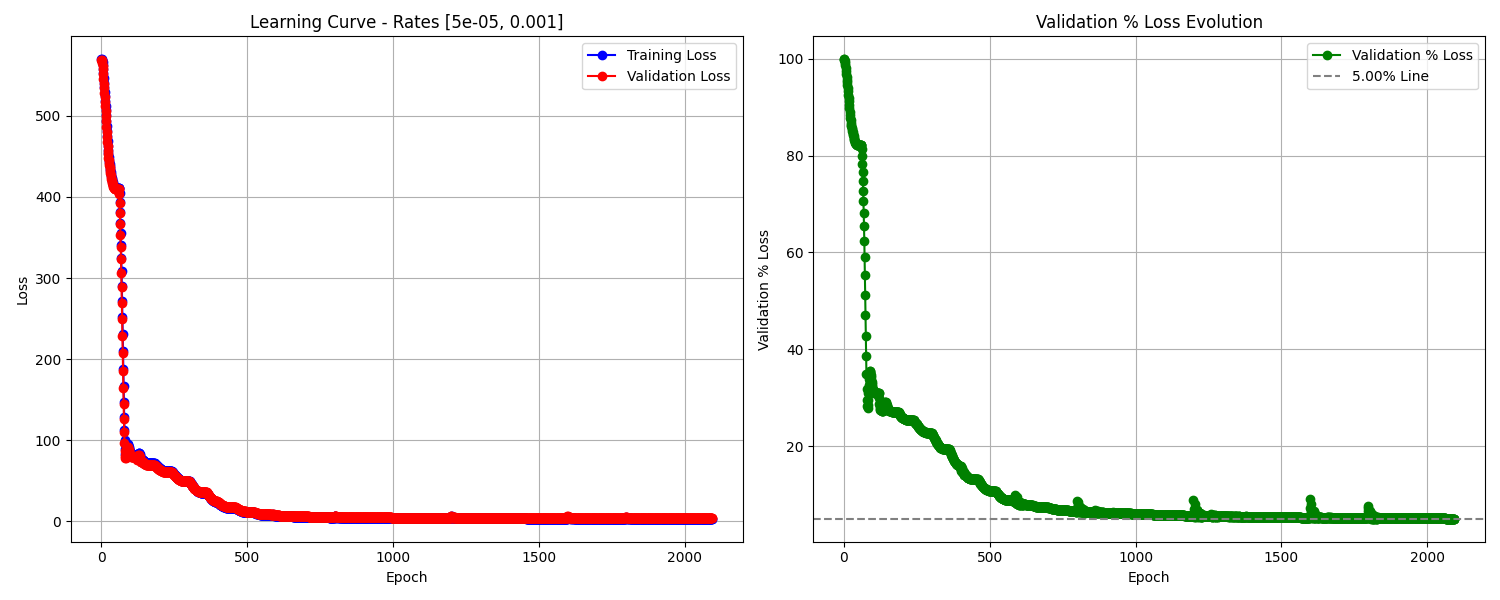 Learning Curve - Rates [5e-05, 0.001]
Training Loss
Validation Loss
500
400
300
200
100
0
Loss
0
500
1000
1500
2000
Epoch
Validation % Loss Evolution
Validation % Loss
5.00% Line
100
80
60
40
20
Validation % Loss
0
500
1000
1500
2000
Epoch